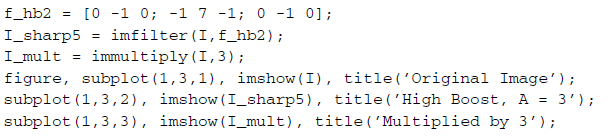 f_hb2 = [0 -1 0; -1 7 -1; 0 -1 0];
I_sharp5 = imfilter(I,f_hb2);
I_mult = immultiply(I,3);
figure, subplot(1,3,1), imshow(I), title(’Original Image’);
subplot(1,3,2), imshow(I_sharp5), title(’High Boost, A = 3’);
subplot(1,3,3), imshow(I_mult), title(’Multiplied by 3’);